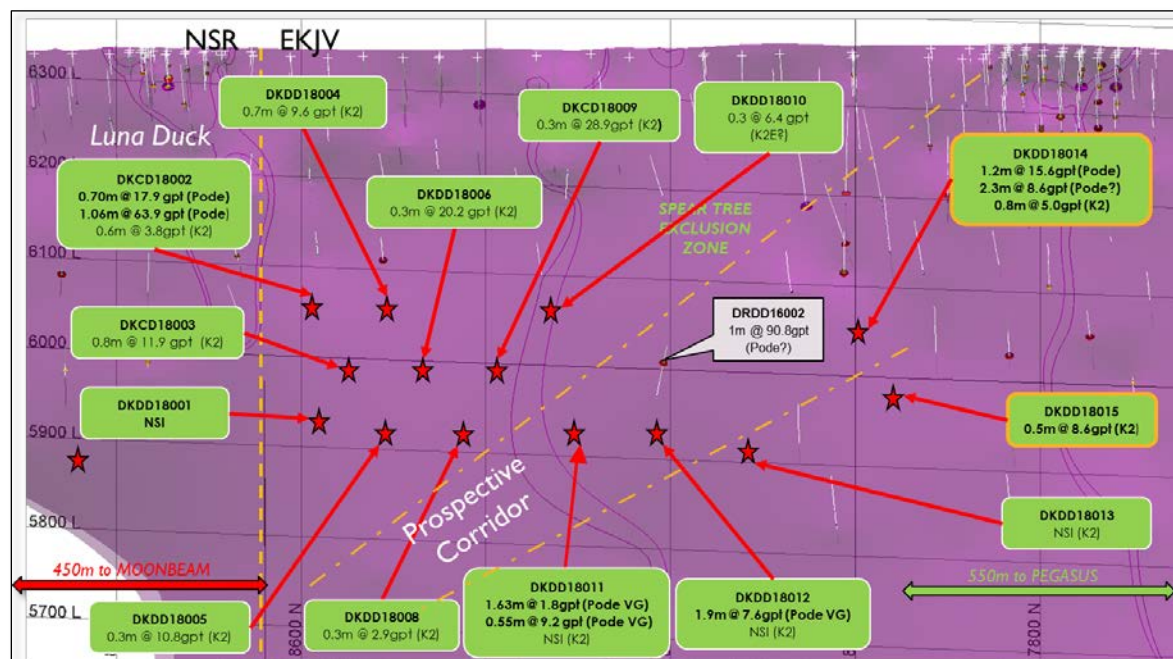 NSR
EKJV
6300 L
6200 L
6100 L
6000 L
5900 L
5800 L
5700 L
Luna Duck
DKDD18004
0.7m @ 9.6 gpt (K2)
DKCD18009
0.3m @ 28.9gpt (K2)
DKDD18010
0.3 @ 6.4 gpt
(K2E?)
DKDD18014
1.2m @ 15.6gpt (Pode)
2.3m @ 8.6gpt (Pode?)
0.8m @ 5.0gpt (K2)
DKCD18002
0.70m @ 17.9 gpt (Pode)
1.06m @ 63.9 gpt (Pode)
0.6m @ 3.8gpt (K2)
DKDD18006
0.3m @ 20.2 gpt (K2)
SPEAR TREE
EXCLUSION
ZONE
DKCD18003
0.8m @ 11.9 gpt (K2)
DRDD16002
1m @ 90.8gpt
(Pode?)
DKDD18001
NSI
DKDD18015
0.5m @ 8.6gpt (K2)
Prospective
Corridor
DKDD18013
NSI (K2)
450m to MOONBEAM
550m to PEGASUS
DKDD18005
0.3m @ 10.8gpt (K2)
DKDD18008
0.3m @ 2.9gpt (K2)
DKDD18011
1.63m @ 1.8gpt (Pode VG)
0.55m @ 9.2 gpt (Pode VG)
NSI (K2)
DKDD18012
1.9m @ 7.6gpt (Pode VG)
NSI (K2)
8600 N
7800 N